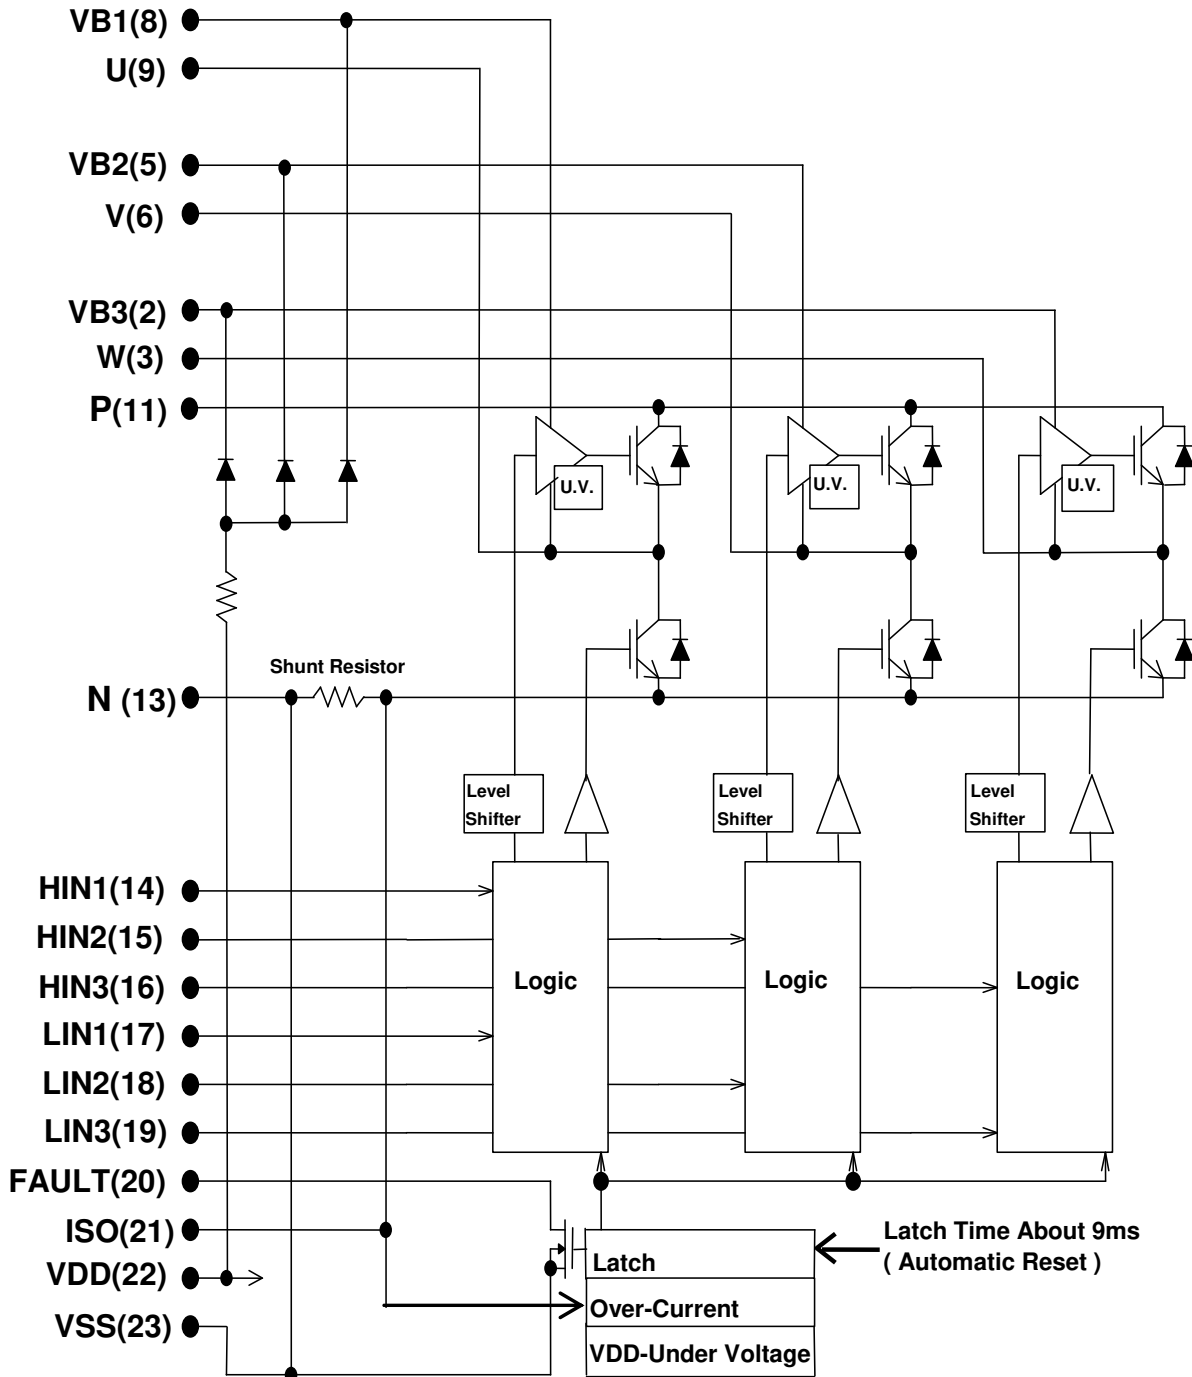 VB1(8)
U(9)
VB2(5)
V(6)
VB3(2)
W(3)
P(11)
U.V.
U.V.
U.V.
Shunt Resistor
N (13)
Level
Shifter
Level
Shifter
Level
Shifter
HIN1(14)
HIN2(15)
HIN3(16)
LIN1(17)
LIN2(18)
LIN3(19)
Logic
Logic
Logic
FAULT(20)
ISO(21)
VDD(22)
VSS(23)
Latch
Over-Current
VDD-Under Voltage
Latch Time About 9ms
( Automatic Reset )